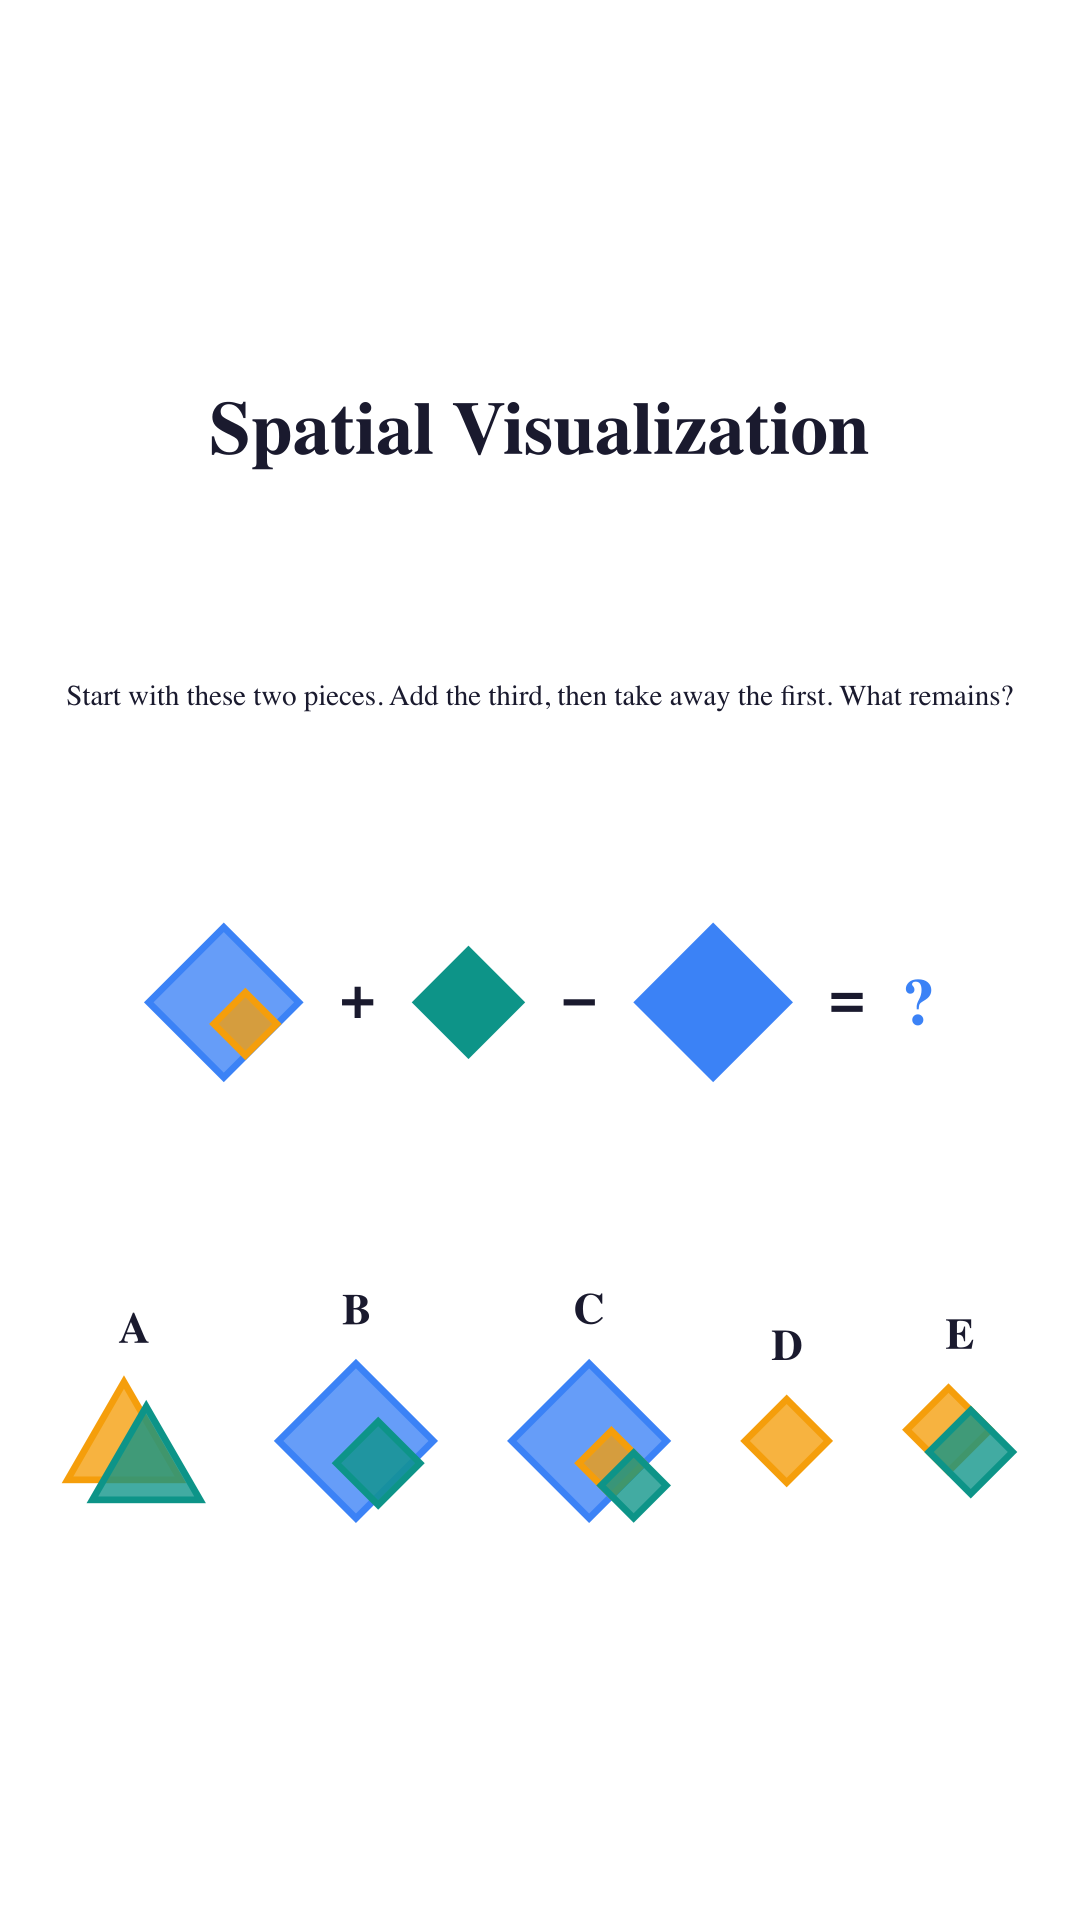 Spatial Visualization
Start with these two pieces. Add the third, then take away the first. What remains?
+ − = ?
A B C D E